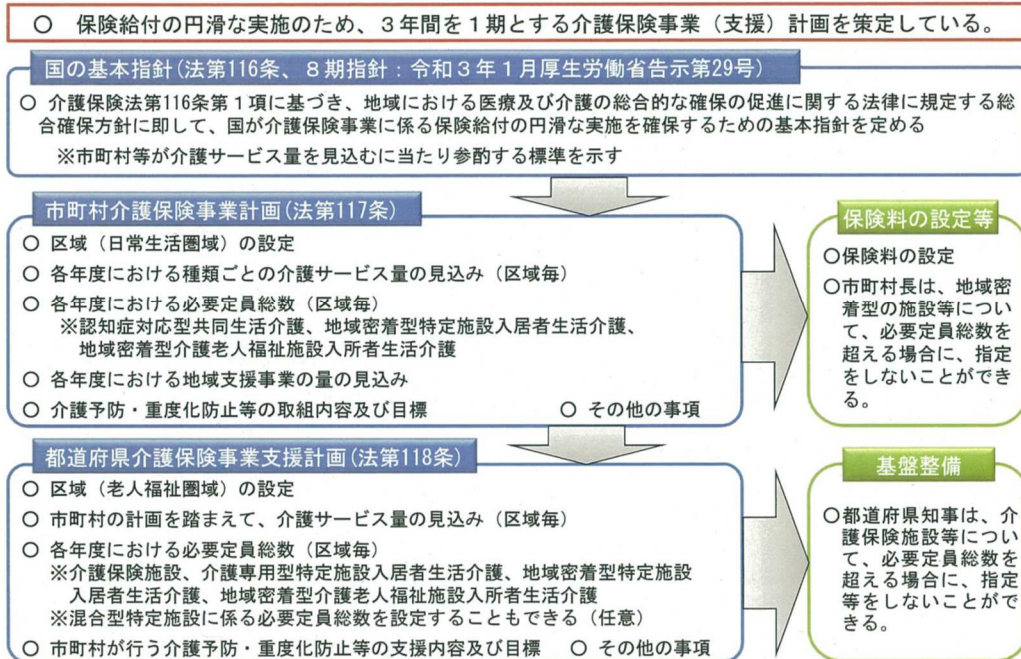 ○ 保険給付の円滑な実施のため、３年間を１期とする介護保険事業（支援）計画を策定している。
国の基本指針(法第116条、８期指針：令和３年１月厚生労働省告示第29号)
○ 介護保険法第116条第１項に基づき、地域における医療及び介護の総合的な確保の促進に関する法律に規定する総
合確保方針に即して、国が介護保険事業に係る保険給付の円滑な実施を確保するための基本指針を定める
※市町村等が介護サービス量を見込むに当たり参酌する標準を示す
市町村介護保険事業計画(法第117条)
○ 区域（日常生活圏域）の設定
○ 各年度における種類ごとの介護サービス量の見込み（区域毎）
○ 各年度における必要定員総数（区域毎）
※認知症対応型共同生活介護、地域密着型特定施設入居者生活介護、
地域密着型介護老人福祉施設入所者生活介護
○ 各年度における地域支援事業の量の見込み
○ 介護予防・重度化防止等の取組内容及び目標 ○ その他の事項
保険料の設定等
○保険料の設定
○市町村長は、地域密
着型の施設等につい
て、必要定員総数を
超える場合に、指定
をしないことができ
る。
都道府県介護保険事業支援計画(法第118条)
○ 区域（老人福祉圏域）の設定
○ 市町村の計画を踏まえて、介護サービス量の見込み（区域毎）
○ 各年度における必要定員総数（区域毎）
※介護保険施設、介護専用型特定施設入居者生活介護、地域密着型特定施設
入居者生活介護、地域密着型介護老人福祉施設入所者生活介護
※混合型特定施設に係る必要定員総数を設定することもできる（任意）
○ 市町村が行う介護予防・重度化防止等の支援内容及び目標 ○ その他の事項
基盤整備
○都道府県知事は、介
護保険施設等につい
て、必要定員総数を
超える場合に、指定
等をしないことがで
きる。